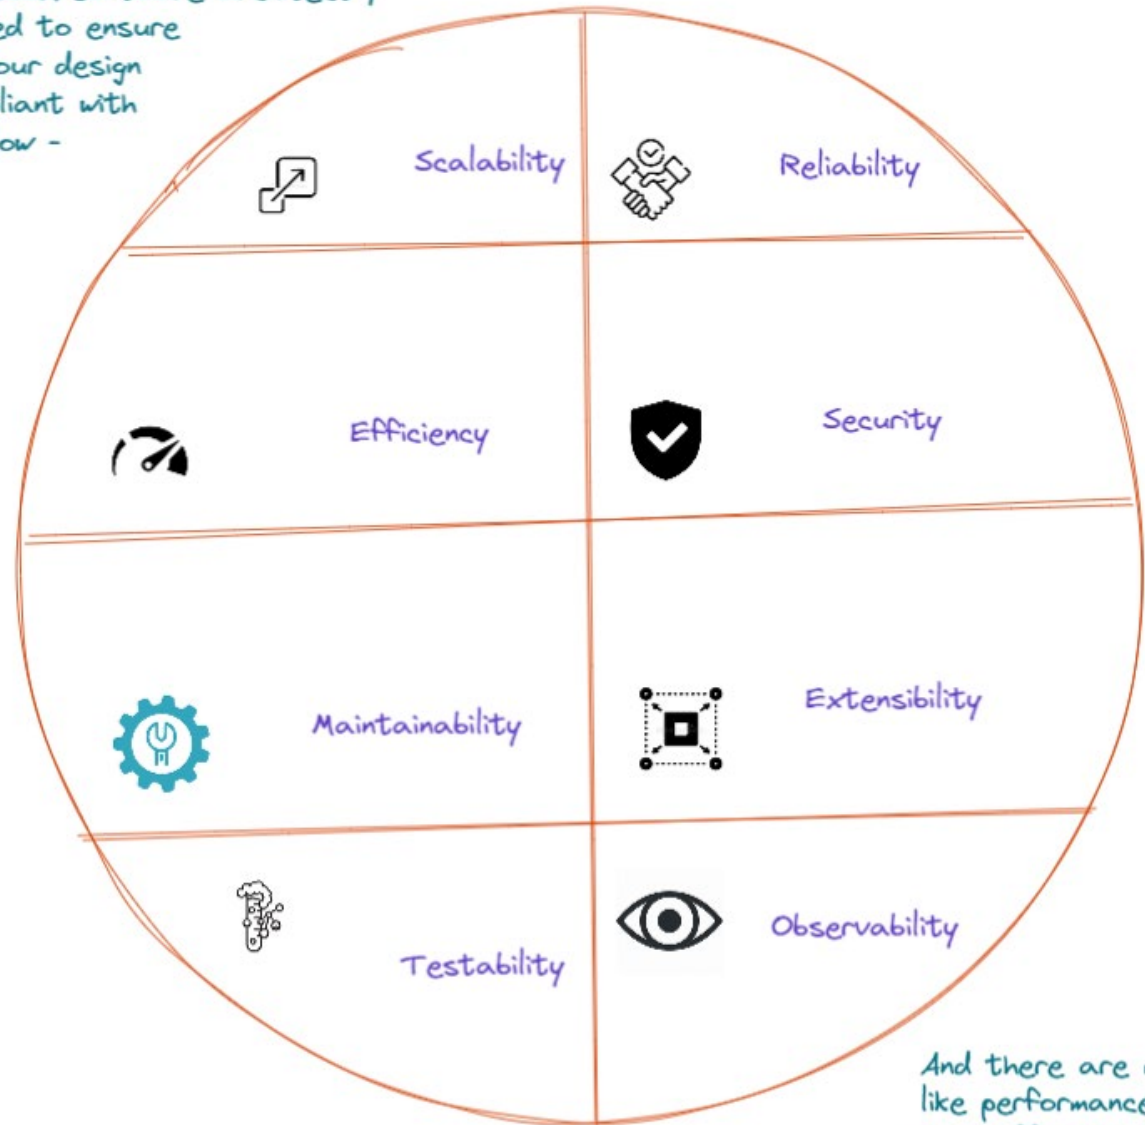 ed to ensure
our design
liant with
ow -
Scalability
Reliability
Efficiency
Security
Maintainability
Extensibility
Testability
Observability
And there are
like performance